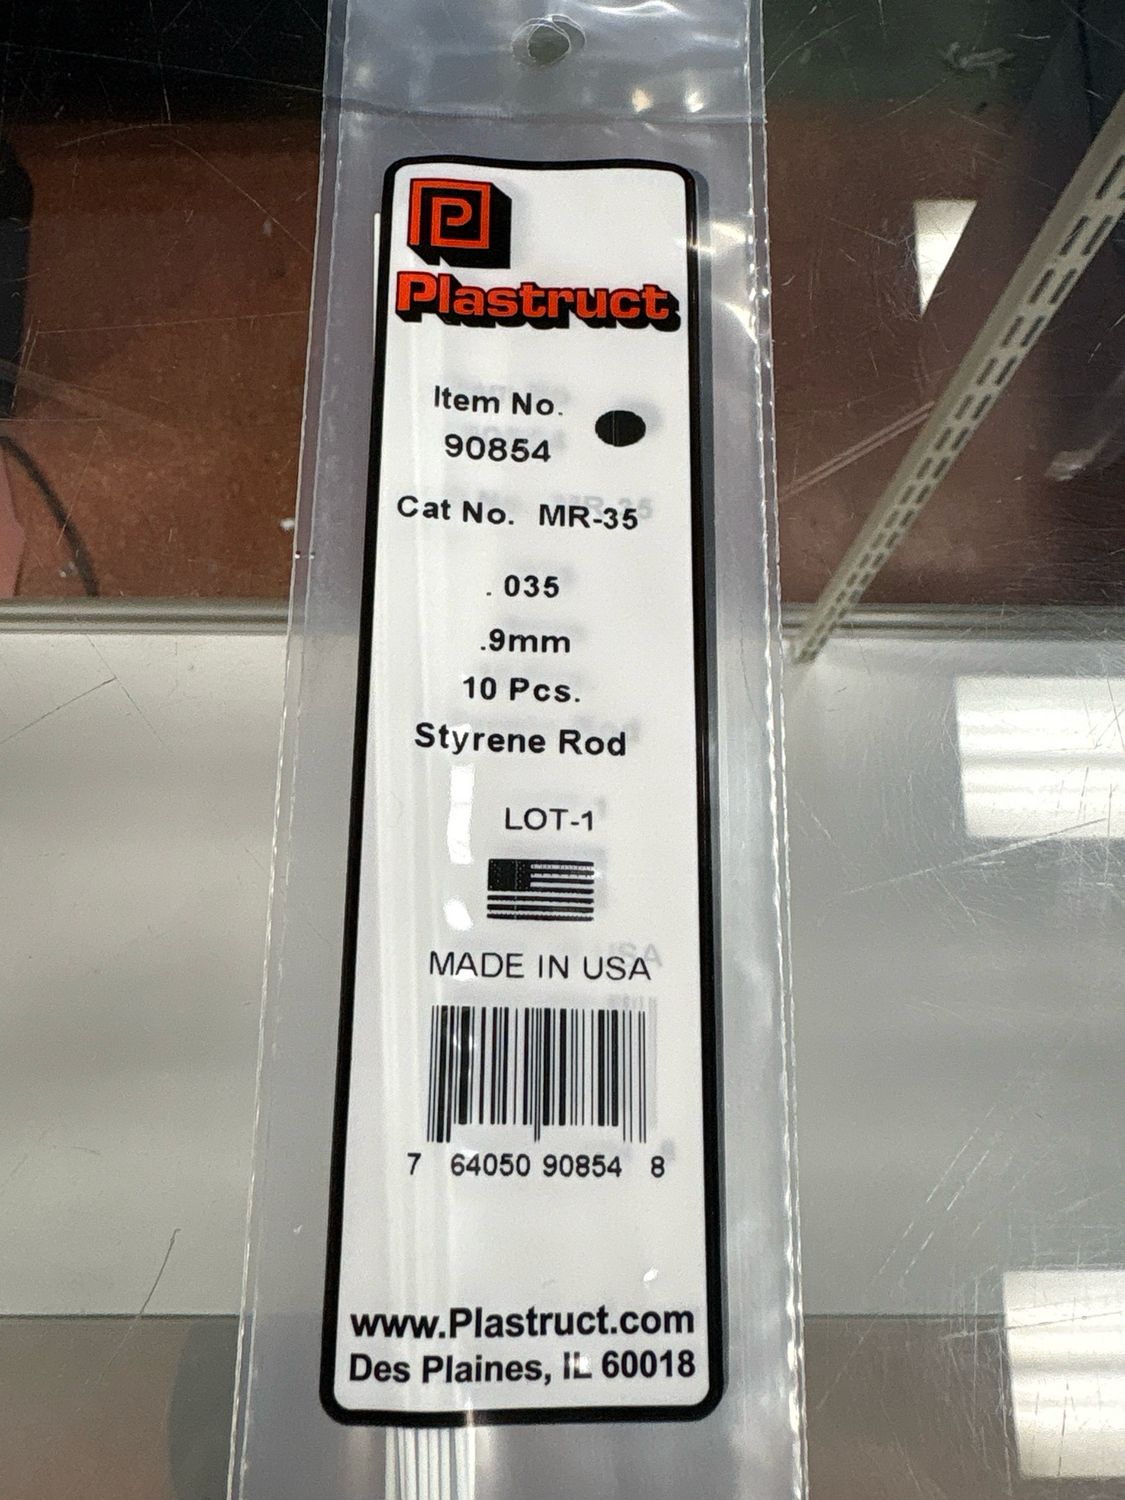 P
Plastruct
Item No.
90854
Cat No. MR-35
.035
.9mm
10 Pcs.
Styrene Rod
LOT-1
MADE IN USA
7 64050 90854 8
www.Plastruct.com
Des Plaines, IL 60018